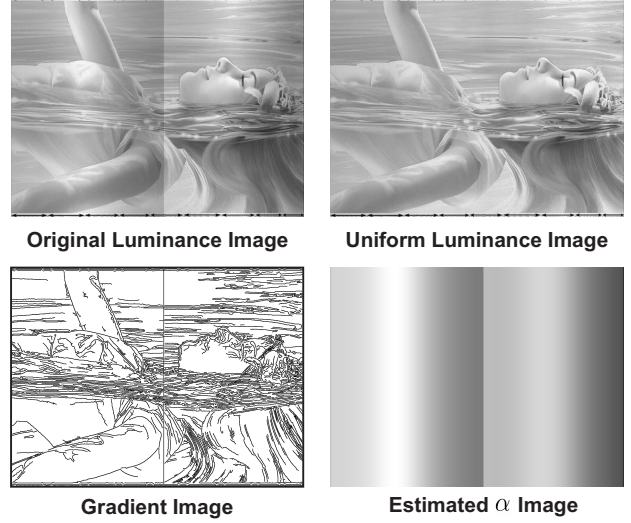 Original Luminance Image
Uniform Luminance Image
Gradient Image
Estimated α Image